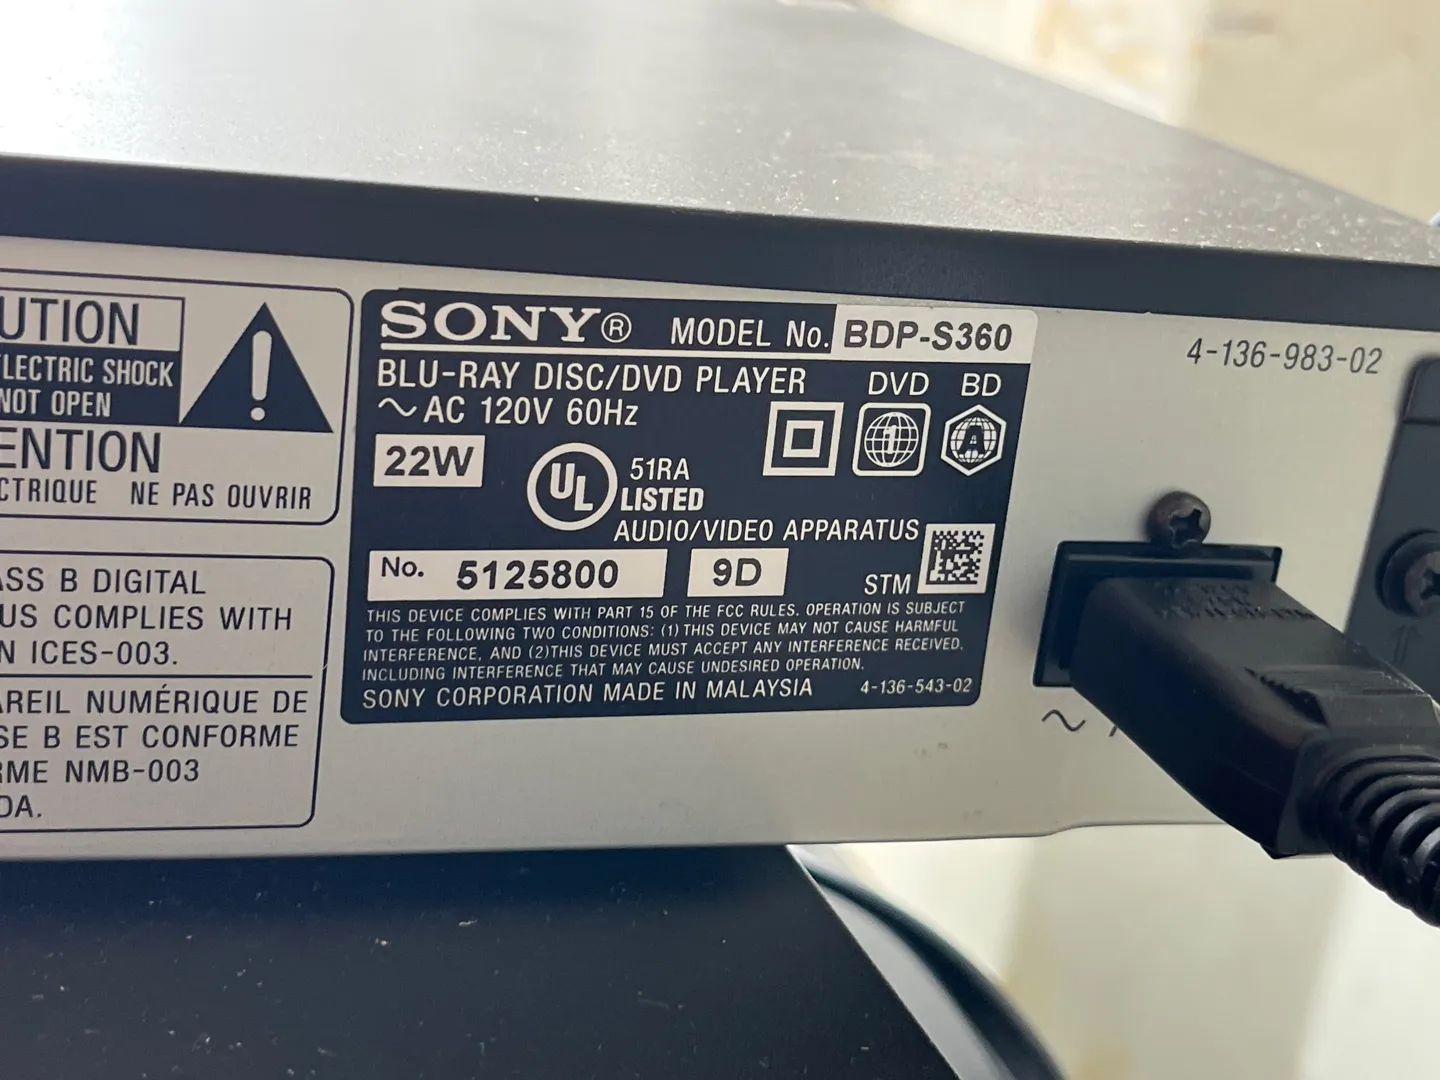 UTION
LECTRIC SHOCK
NOT OPEN
ENTION
CTRIQUE NE PAS OUVRIR
ASS B DIGITAL
US COMPLIES WITH
N ICES-003.
AREIL NUMÉRIQUE DE
SE B EST CONFORME
RME NMB-003
DA.
SONY® MODEL No. BDP-S360
BLU-RAY DISC/DVD PLAYER
DVD BD
~ AC 120V 60Hz
1 A
22W
UL 51RA
LISTED
AUDIO/VIDEO APPARATUS
No. 5125800 9D
STM
THIS DEVICE COMPLIES WITH PART 15 OF THE FCC RULES. OPERATION IS SUBJECT
TO THE FOLLOWING TWO CONDITIONS: (1) THIS DEVICE MAY NOT CAUSE HARMFUL
INTERFERENCE, AND (2)THIS DEVICE MUST ACCEPT ANY INTERFERENCE RECEIVED,
INCLUDING INTERFERENCE THAT MAY CAUSE UNDESIRED OPERATION.
SONY CORPORATION MADE IN MALAYSIA 4-136-543-02
4-136-983-02
~